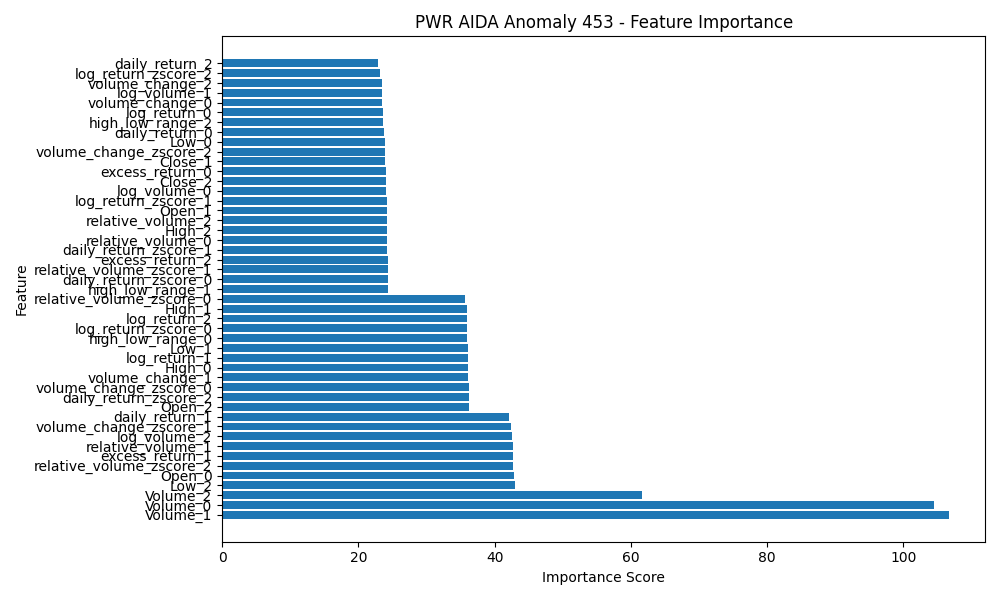 PWR AIDA Anomaly 453 - Feature Importance
daily_return_2
log_return_zscore_2
volume_change_2
log_volume_1
volume_change_0
log_return_0
high_low_range_2
daily_return_0
Low_0
volume_change_zscore_2
Close_1
excess_return_0
Close_2
log_volume_0
log_return_zscore_1
Open_1
relative_volume_2
High_2
relative_volume_0
daily_return_zscore_1
excess_return_2
relative_volume_zscore_1
daily_return_zscore_0
high_low_range_1
relative_volume_zscore_0
High_1
log_return_2
log_return_zscore_0
high_low_range_0
Low_1
log_return_1
High_0
volume_change_1
volume_change_zscore_0
daily_return_zscore_2
Open_2
daily_return_1
volume_change_zscore_1
log_volume_2
relative_volume_1
excess_return_1
relative_volume_zscore_2
Open_0
Low_2
Volume_2
Volume_0
Volume_1
Feature
0 20 40 60 80 100
Importance Score